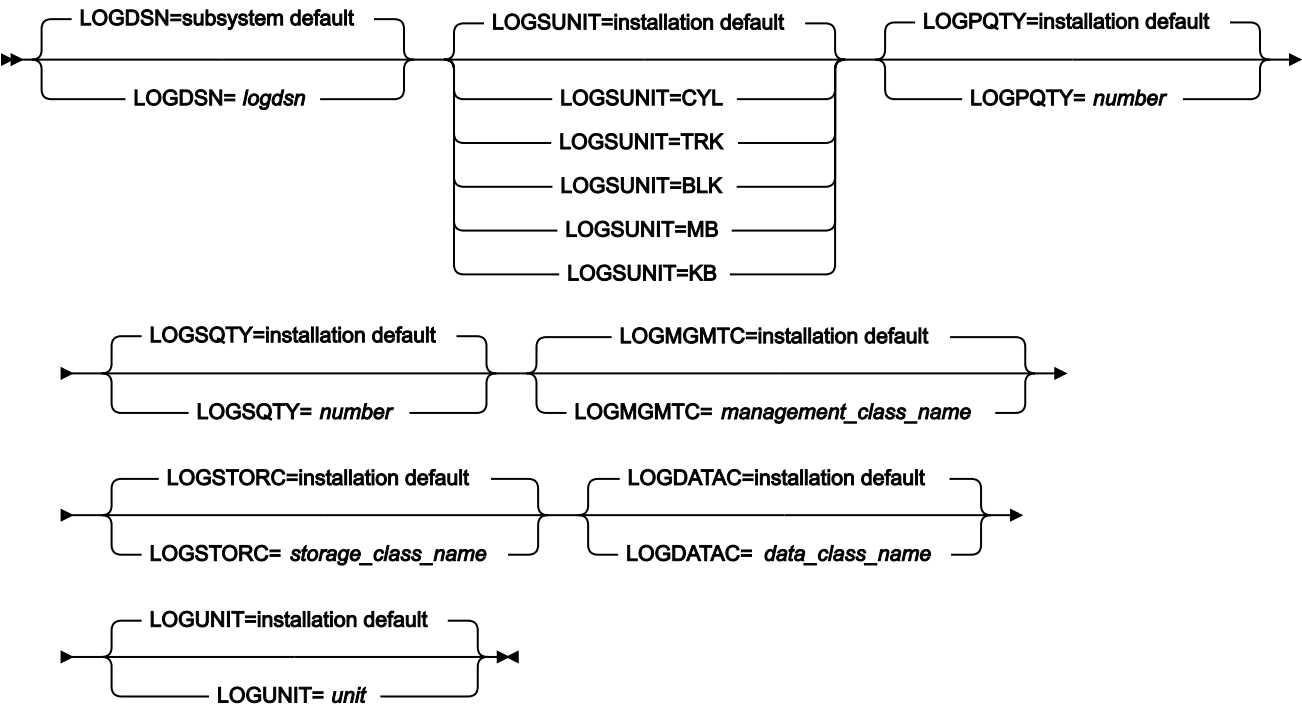 LOGDSN=subsystem default
LOGDSN= logdsn
LOGSUNIT=installation default
LOGSUNIT=CYL
LOGSUNIT=TRK
LOGSUNIT=BLK
LOGSUNIT=MB
LOGSUNIT=KB
LOGPQTY=installation default
LOGPQTY= number
LOGSQTY=installation default
LOGSQTY= number
LOGMGMTC=installation default
LOGMGMTC= management_class_name
LOGSTORC=installation default
LOGSTORC= storage_class_name
LOGDATAC=installation default
LOGDATAC= data_class_name
LOGUNIT=installation default
LOGUNIT= unit